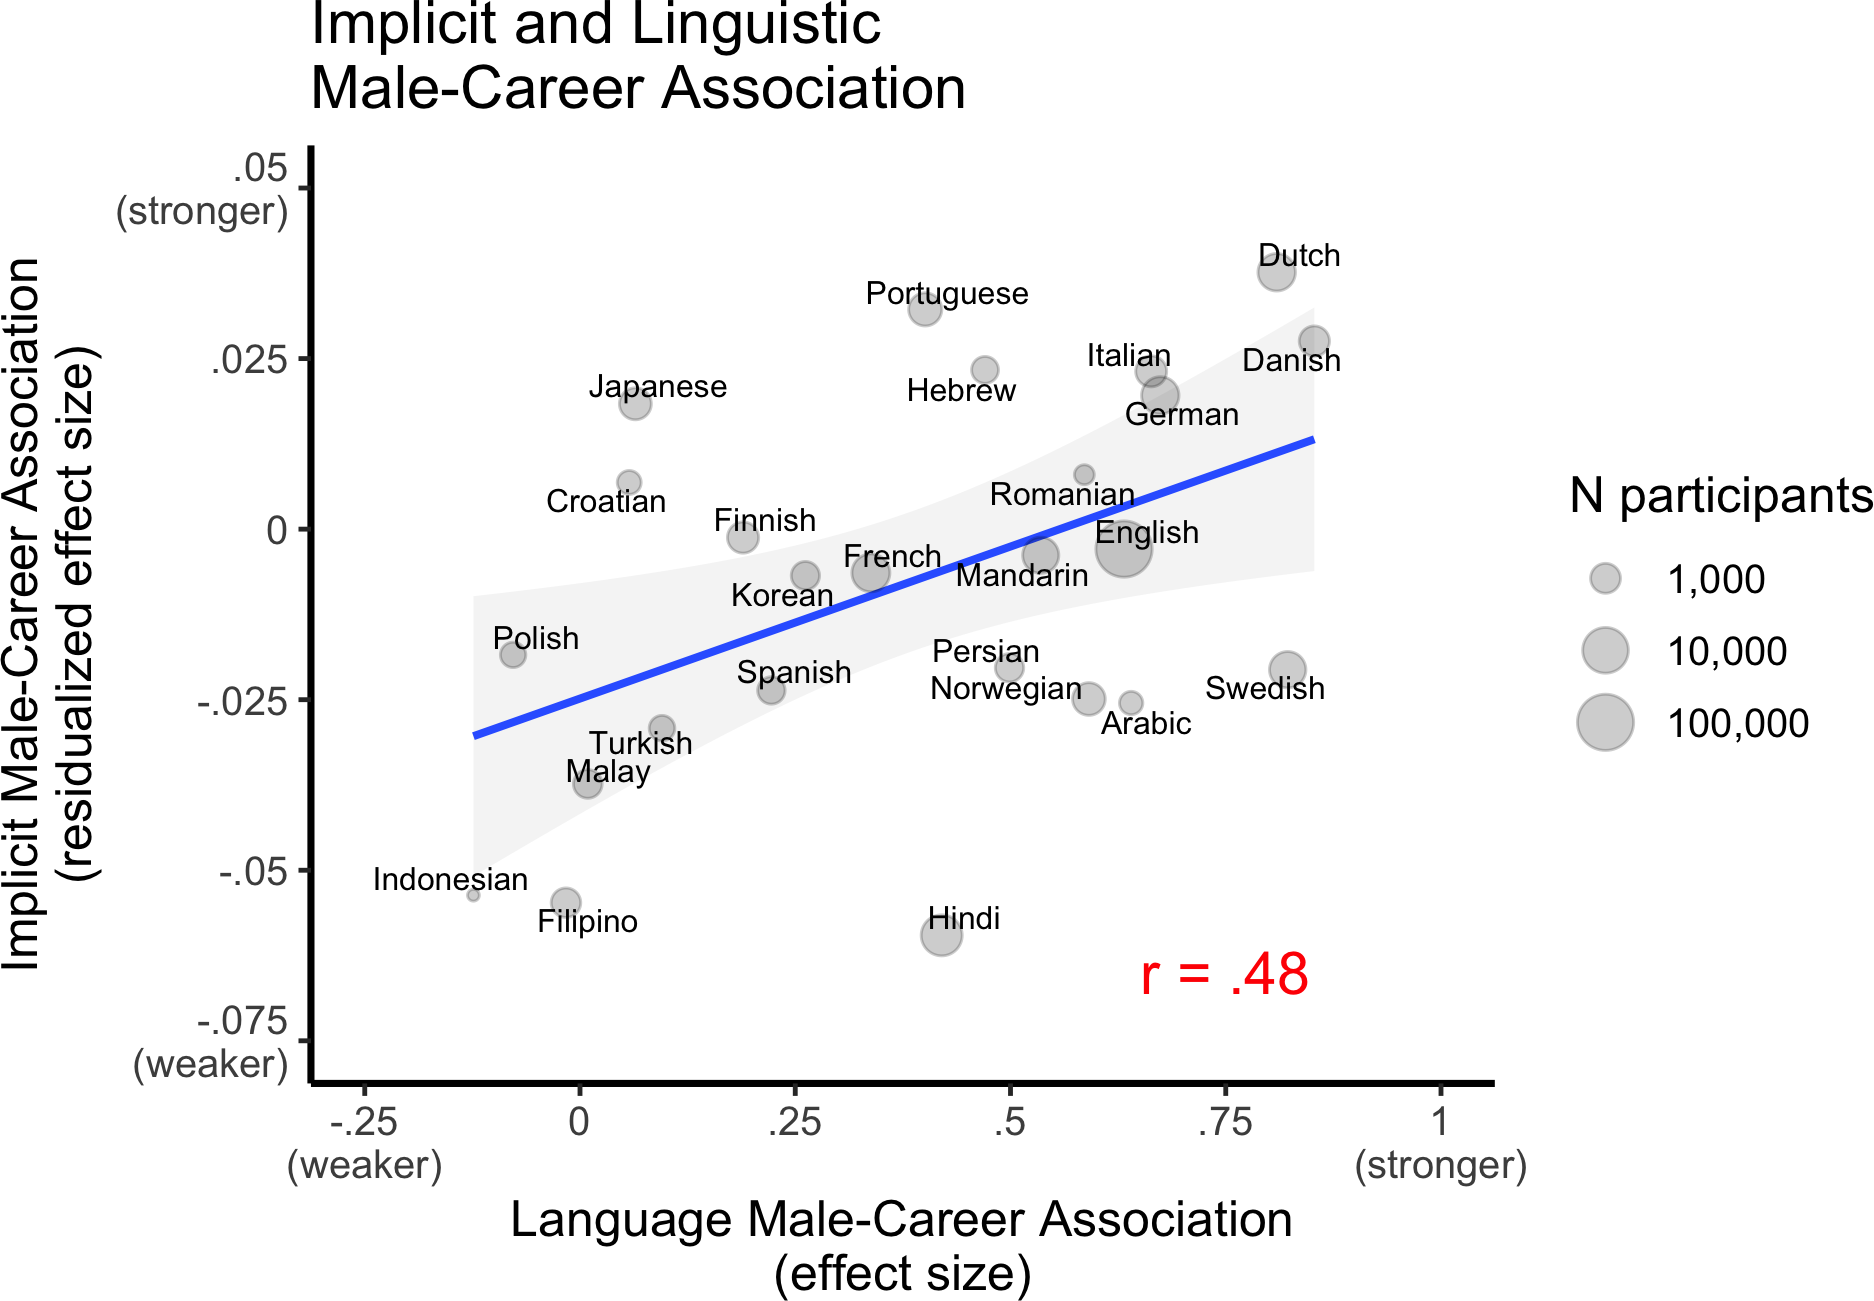 Implicit and Linguistic
Male-Career Association
Implicit Male-Career Association
(residualized effect size)
.05
(stronger)
.025
0
-.025
-.05
-.075
(weaker)
Dutch
Portuguese
Italian
Danish
Japanese
Hebrew
German
Croatian
Romanian
Finnish
English
French
Mandarin
Korean
Polish
Persian
Spanish
Norwegian
Swedish
Arabic
Turkish
Malay
Indonesian
Filipino
Hindi
r = .48
N participants
1,000
10,000
100,000
-.25
(weaker)
0
.25
.5
.75
1
(stronger)
Language Male-Career Association
(effect size)